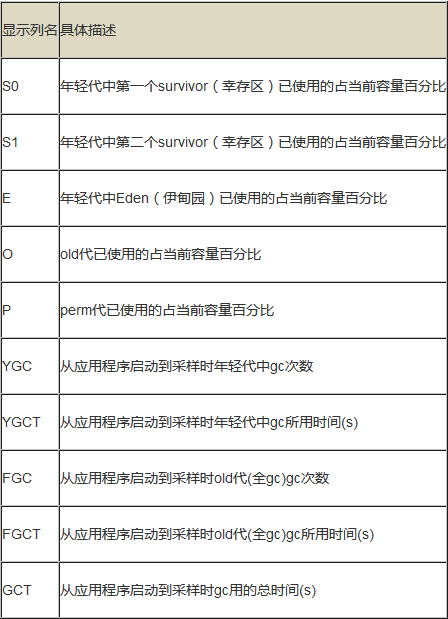 显示列名 具体描述
S0 年轻代中第一个survivor（幸存区）已使用的占当前容量百分比
S1 年轻代中第二个survivor（幸存区）已使用的占当前容量百分比
E 年轻代中Eden（伊甸园）已使用的占当前容量百分比
O old代已使用的占当前容量百分比
P perm代已使用的占当前容量百分比
YGC 从应用程序启动到采样时年轻代中gc次数
YGCT 从应用程序启动到采样时年轻代中gc所用时间(s)
FGC 从应用程序启动到采样时old代(全gc)gc次数
FGCT 从应用程序启动到采样时old代(全gc)gc所用时间(s)
GCT 从应用程序启动到采样时gc用的总时间(s)